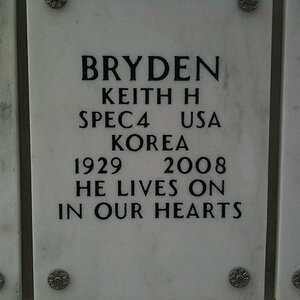 BRYDEN
KEITH H
SPEC4 USA
KOREA
1929 2008
HE LIVES ON
IN OUR HEARTS